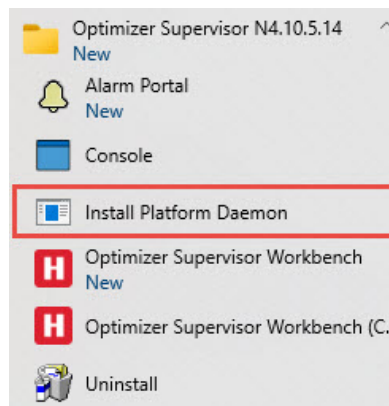 Optimizer Supervisor N4.10.5.14
New
Alarm Portal
New
Console
Install Platform Daemon
H Optimizer Supervisor Workbench
New
H Optimizer Supervisor Workbench (C.
Uninstall